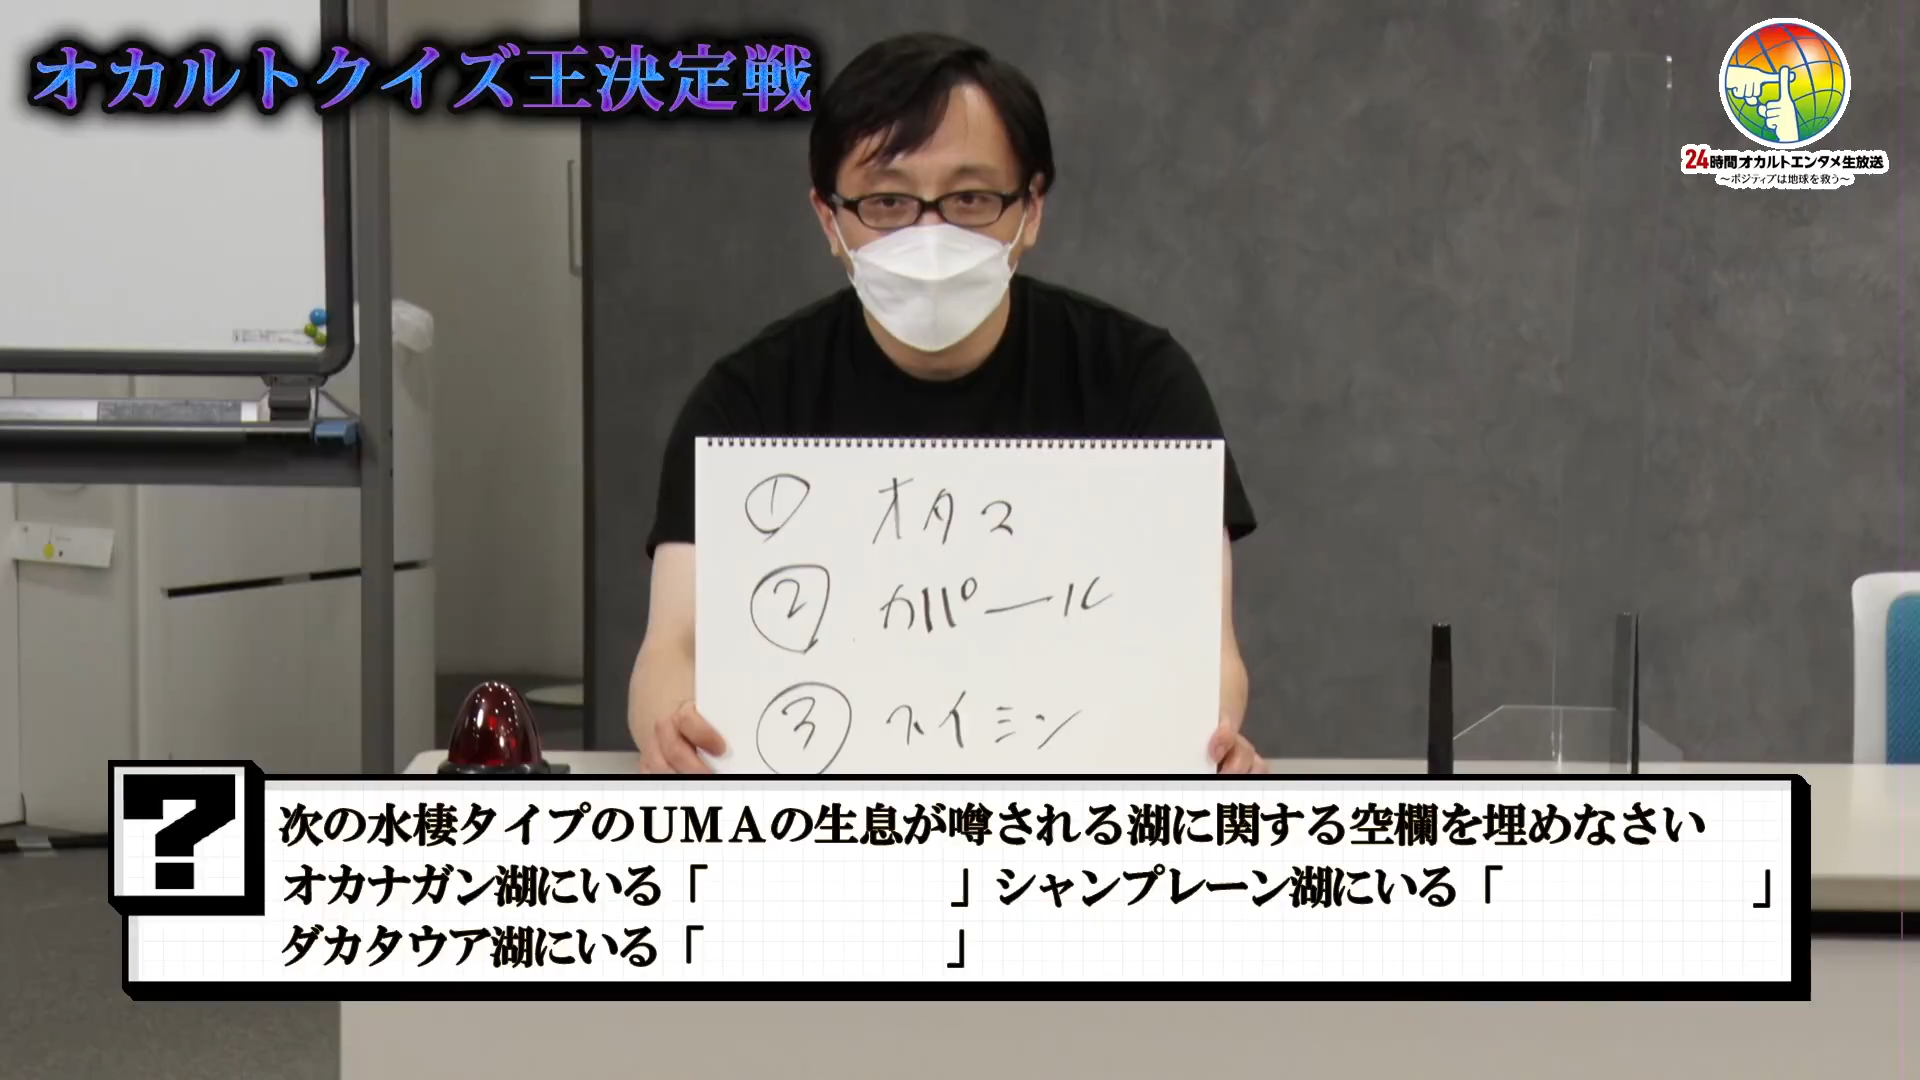 オカルトクイズ王決定戦
24時間オカルトエンタメ生放送
～ポジティブは地球を救う～
① オタス
② カパール
③ スイミン
?
次の水棲タイプのUMAの生息が噂される湖に関する空欄を埋めなさい
オカナガン湖にいる「 」シャンプレーン湖にいる「 」
ダカタウア湖にいる「 」